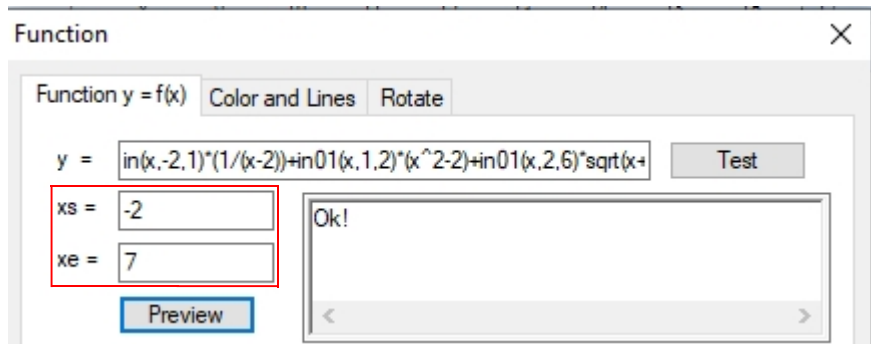 Function
Function y = f(x) Color and Lines Rotate
y = in(x,-2,1)*(1/(x-2))+in01(x,1,2)*(x^2-2)+in01(x,2,6)*sqrt(x+ Test
xs = -2
Ok!
xe = 7
Preview